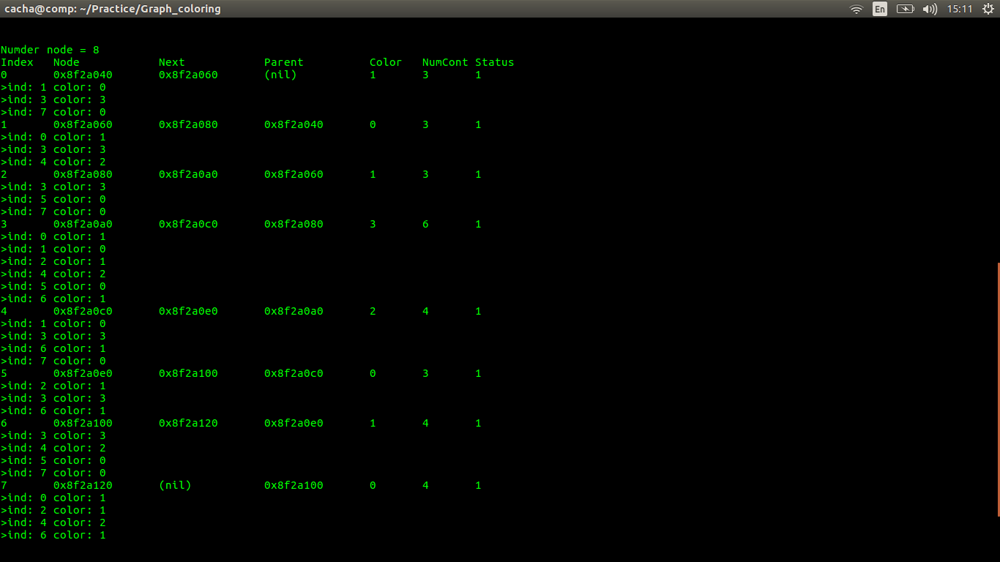 cacha@comp: ~/Practice/Graph_coloring En 15:11
Numder node = 8
Index Node Next Parent Color NumCont Status
0 0x8f2a040 0x8f2a060 (nil) 1 3 1
>ind: 1 color: 0
>ind: 3 color: 3
>ind: 7 color: 0
1 0x8f2a060 0x8f2a080 0x8f2a040 0 3 1
>ind: 0 color: 1
>ind: 3 color: 3
>ind: 4 color: 2
2 0x8f2a080 0x8f2a0a0 0x8f2a060 1 3 1
>ind: 3 color: 3
>ind: 5 color: 0
>ind: 7 color: 0
3 0x8f2a0a0 0x8f2a0c0 0x8f2a080 3 6 1
>ind: 0 color: 1
>ind: 1 color: 0
>ind: 2 color: 1
>ind: 4 color: 2
>ind: 5 color: 0
>ind: 6 color: 1
4 0x8f2a0c0 0x8f2a0e0 0x8f2a0a0 2 4 1
>ind: 1 color: 0
>ind: 3 color: 3
>ind: 6 color: 1
>ind: 7 color: 0
5 0x8f2a0e0 0x8f2a100 0x8f2a0c0 0 3 1
>ind: 2 color: 1
>ind: 3 color: 3
>ind: 6 color: 1
6 0x8f2a100 0x8f2a120 0x8f2a0e0 1 4 1
>ind: 3 color: 3
>ind: 4 color: 2
>ind: 5 color: 0
>ind: 7 color: 0
7 0x8f2a120 (nil) 0x8f2a100 0 4 1
>ind: 0 color: 1
>ind: 2 color: 1
>ind: 4 color: 2
>ind: 6 color: 1